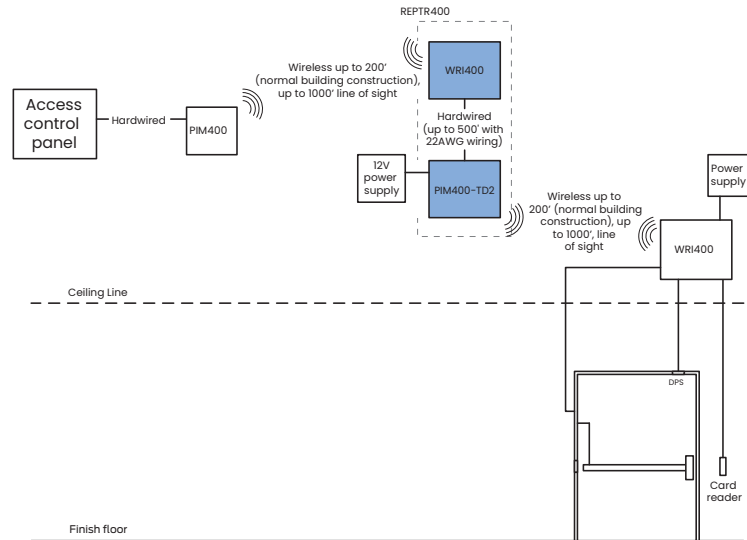 REPTR400
Wireless up to 200'
(normal building construction),
up to 1000' line of sight
WRI400
Access
control
panel
Hardwired
PIM400
Hardwired
(up to 500' with
22AWG wiring)
12V
power
supply
PIM400-TD2
Wireless up to
200' (normal building
construction), up
to 1000', line
of sight
Power
supply
WRI400
Ceiling Line
DPS
Card
reader
Finish floor